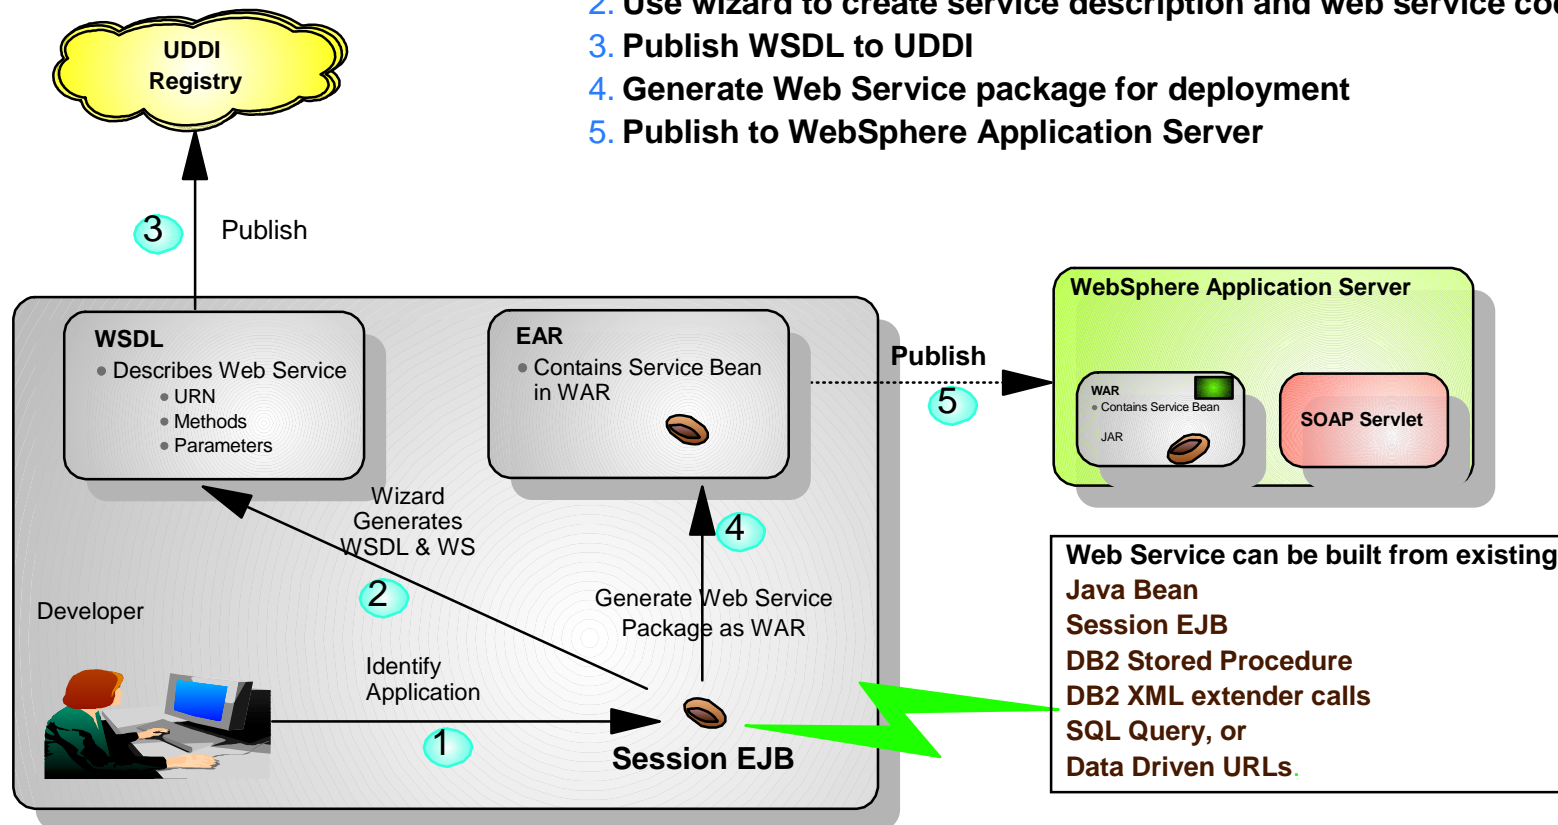 2. Use wizard to create service description and web service
3. Publish WSDL to UDDI
4. Generate Web Service package for deployment
5. Publish to WebSphere Application Server
UDDI
Registry
3
Publish
WSDL
Describes Web Service
URN
Methods
Parameters
EAR
Contains Service Bean
in WAR
Publish
5
WebSphere Application Server
WAR
Contains Service Bean
JAR
SOAP Servlet
Wizard
Generates
WSDL & WS
2
4
Generate Web Service
Package as WAR
Developer
Identify
Application
1
Session EJB
Web Service can be built from existing
Java Bean
Session EJB
DB2 Stored Procedure
DB2 XML extender calls
SQL Query, or
Data Driven URLs.